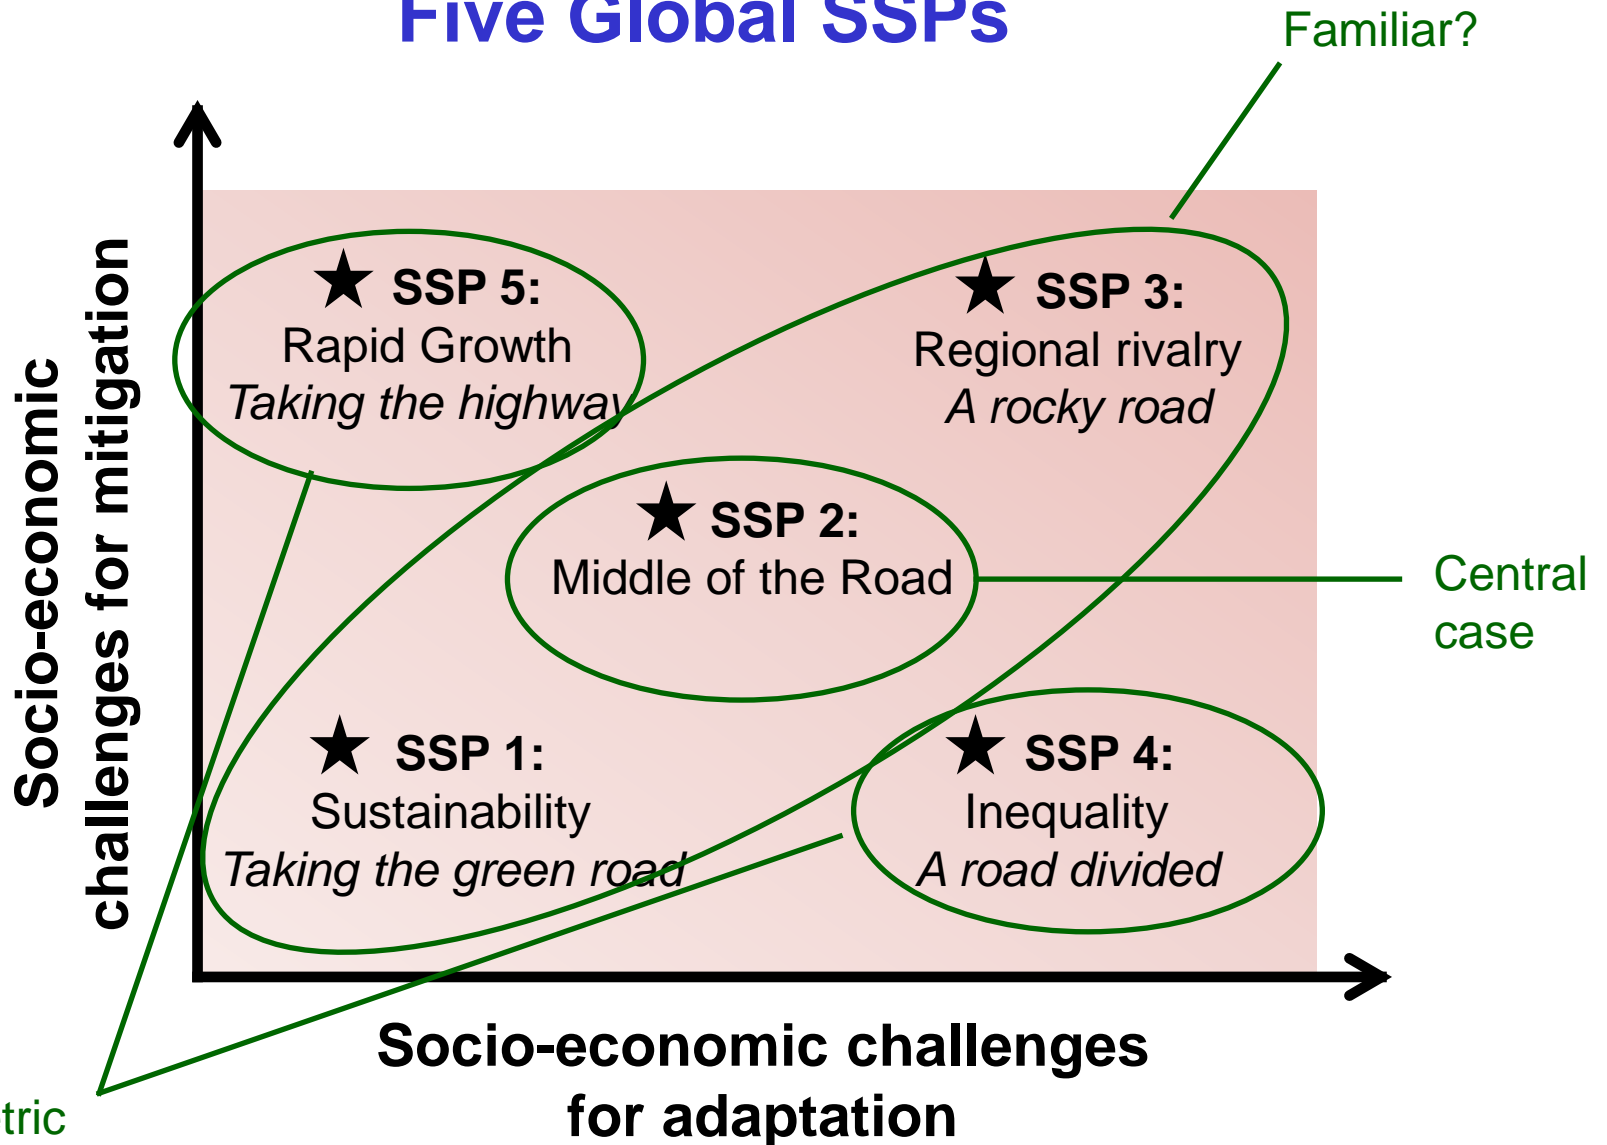 Five Global SSPs
Familiar?
Socio-economic
challenges for mitigation
SSP 5:
Rapid Growth
Taking the highway
SSP 3:
Regional rivalry
A rocky road
SSP 2:
Middle of the Road
Central
case
SSP 1:
Sustainability
Taking the green road
SSP 4:
Inequality
A road divided
Socio-economic challenges
for adaptation
tric